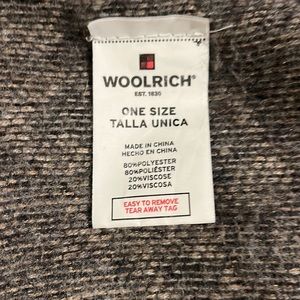 WOOLRICH®
EST. 1830
ONE SIZE
TALLA UNICA
MADE IN CHINA
HECHO EN CHINA
80%POLYESTER
80%POLIÉSTER
20%VISCOSE
20%VISCOSA
EASY TO REMOVE
TEAR AWAY TAG